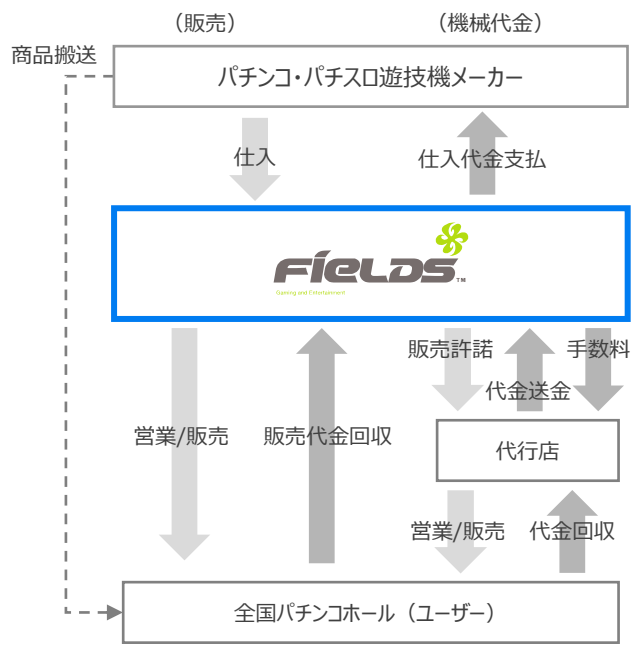 （販売）
（機械代金）
商品搬送
パチンコ・パチスロ遊技機メーカー
仕入
仕入代金支払
FIELDS™
Gaming and Entertainment
販売許諾
手数料
代金送金
営業/販売
販売代金回収
代行店
営業/販売
代金回収
全国パチンコホール（ユーザー）